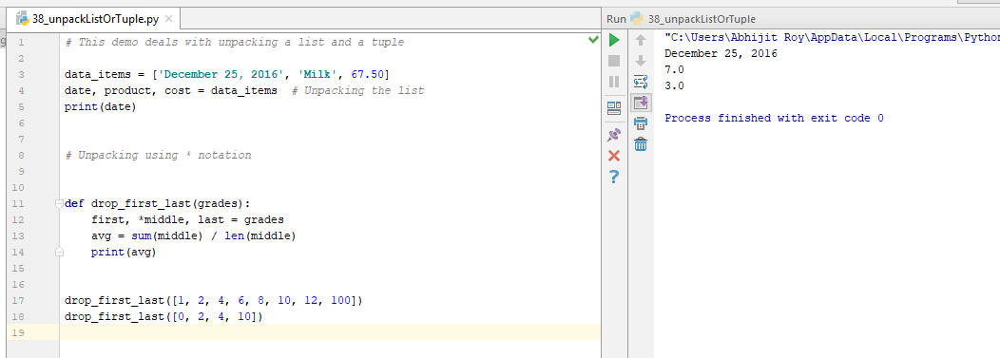 38_unpackListOrTuple.py
# This demo deals with unpacking a list and a tuple
data_items = ['December 25, 2016', 'Milk', 67.50]
date, product, cost = data_items  # Unpacking the list
print(date)
# Unpacking using * notation
def drop_first_last(grades):
    first, *middle, last = grades
    avg = sum(middle) / len(middle)
    print(avg)
drop_first_last([1, 2, 4, 6, 8, 10, 12, 100])
drop_first_last([0, 2, 4, 10])
1
2
3
4
5
6
7
8
9
10
11
12
13
14
15
16
17
18
19
Run 38_unpackListOrTuple
"C:\Users\Abhijit Roy\AppData\Local\Programs\Python
December 25, 2016
7.0
3.0
Process finished with exit code 0